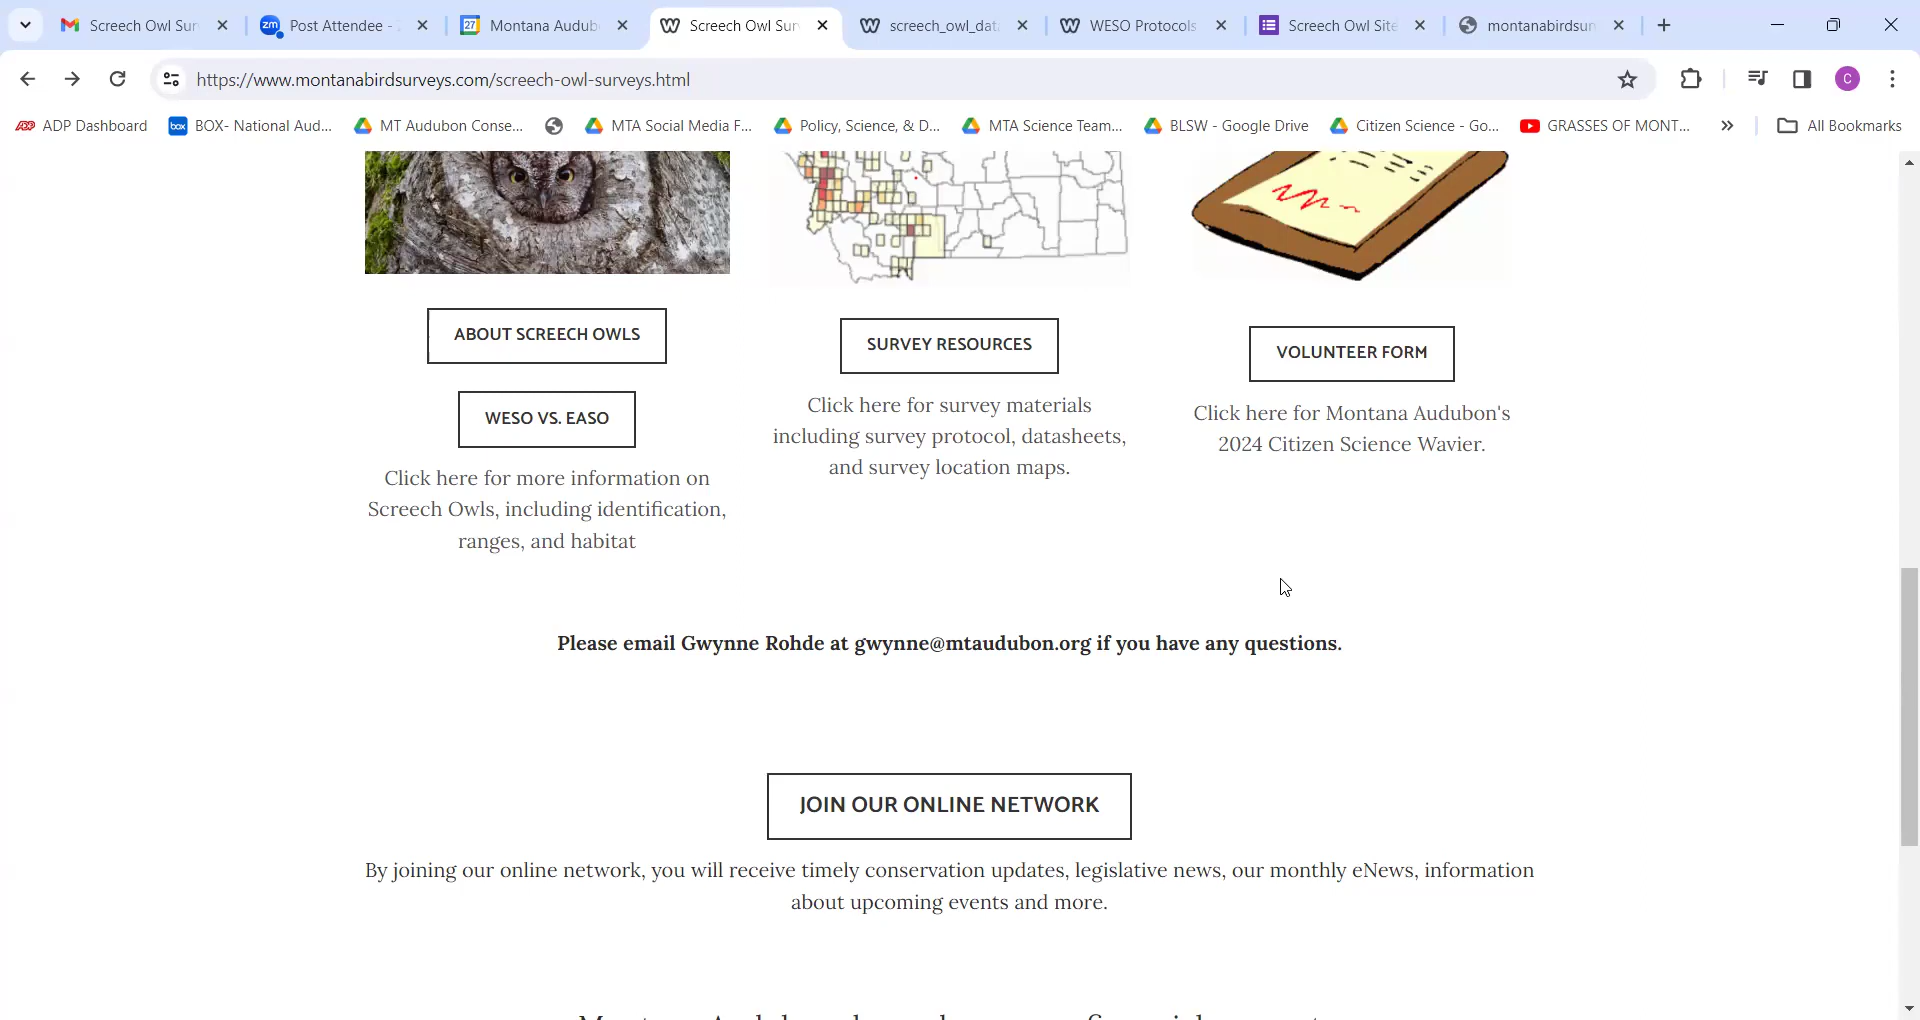 Screech Owl Sur
Post Attendee -
27
Montana Audub
Screech Owl Sur
screech_owl_dat
WESO Protocols
Screech Owl Site
montanabirdsur
https://www.montanabirdsurveys.com/screech-owl-surveys.html
C
ADP Dashboard
box
BOX- National Aud...
MT Audubon Conse...
MTA Social Media F...
Policy, Science, & D...
MTA Science Team...
BLSW - Google Drive
Citizen Science - Go...
GRASSES OF MONT...
All Bookmarks
ABOUT SCREECH OWLS
WESO VS. EASO
Click here for more information on
Screech Owls, including identification,
ranges, and habitat
SURVEY RESOURCES
Click here for survey materials
including survey protocol, datasheets,
and survey location maps.
VOLUNTEER FORM
Click here for Montana Audubon's
2024 Citizen Science Wavier.
Please email Gwynne Rohde at gwynne@mtaudubon.org if you have any questions.
JOIN OUR ONLINE NETWORK
By joining our online network, you will receive timely conservation updates, legislative news, our monthly eNews, information
about upcoming events and more.